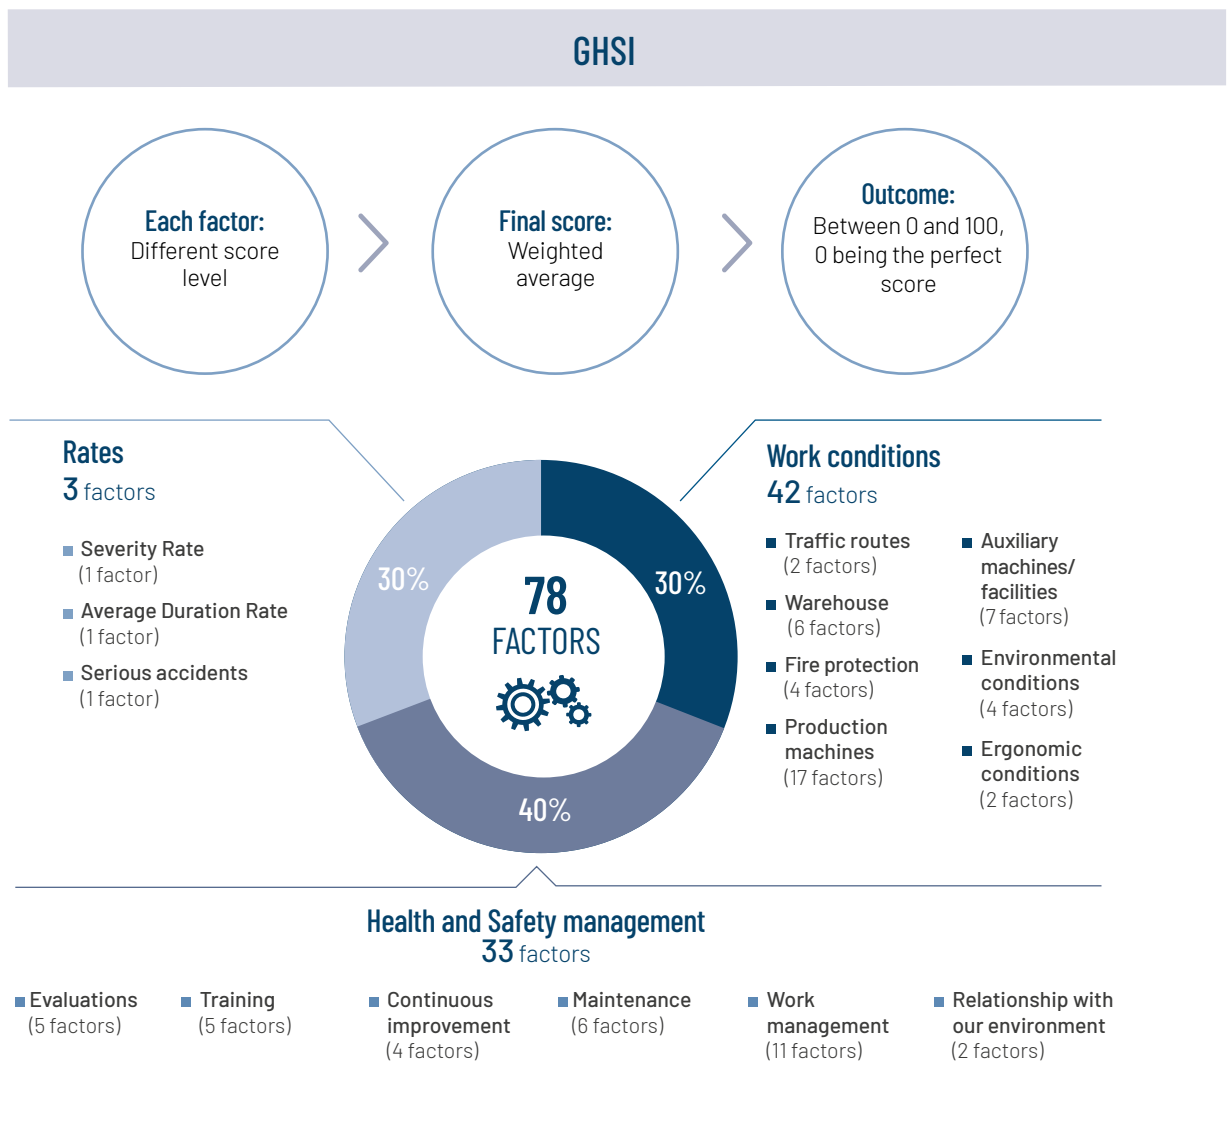 GHSI
Each factor:
Different score
level
Final score:
Weighted
average
Outcome:
Between 0 and 100,
0 being the perfect
score
Rates
3 factors
Severity Rate
(1 factor)
Average Duration Rate
(1 factor)
Serious accidents
(1 factor)
30%
78
FACTORS
30%
40%
Work conditions
42 factors
Traffic routes
(2 factors)
Warehouse
(6 factors)
Fire protection
(4 factors)
Production
machines
(17 factors)
Auxiliary
machines/
facilities
(7 factors)
Environmental
conditions
(4 factors)
Ergonomic
conditions
(2 factors)
Health and Safety management
33 factors
Evaluations
(5 factors)
Training
(5 factors)
Continuous
improvement
(4 factors)
Maintenance
(6 factors)
Work
management
(11 factors)
Relationship with
our environment
(2 factors)